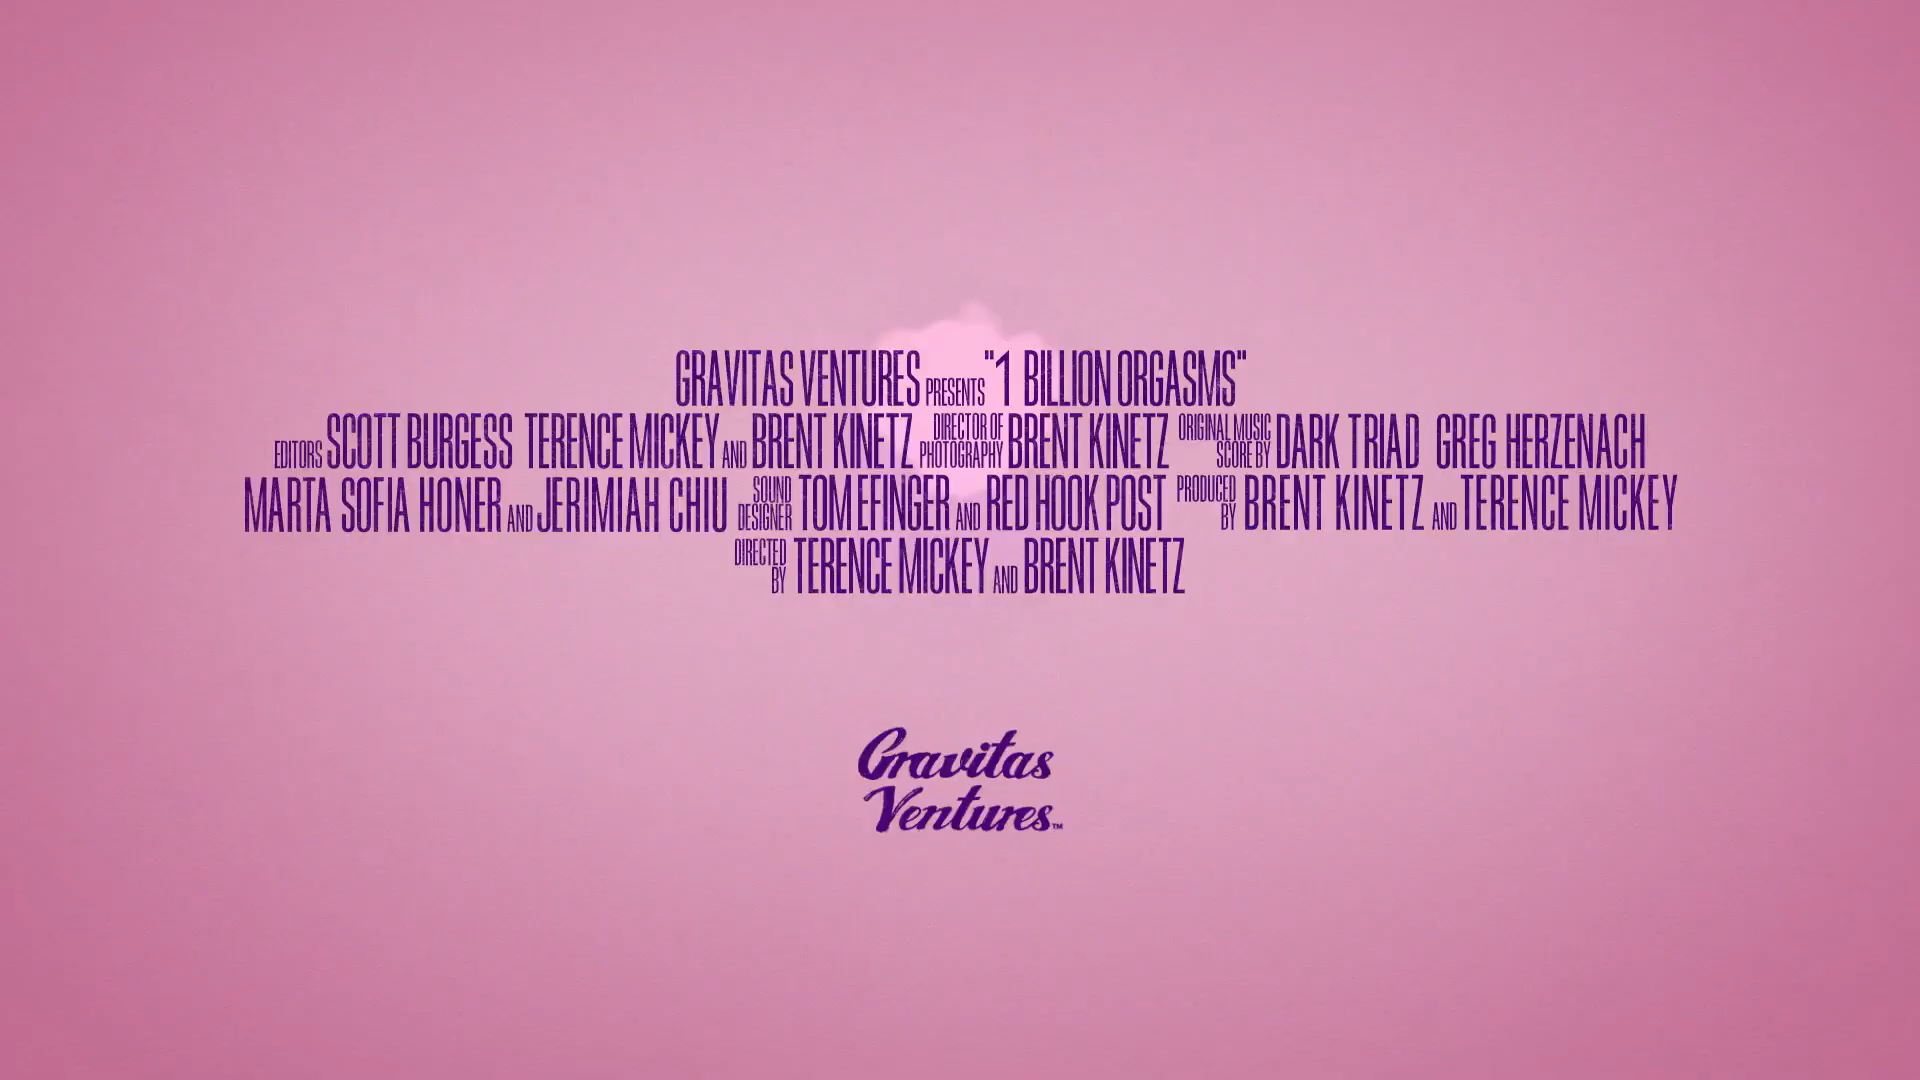 GRAVITAS VENTURES PRESENTS "1 BILLION ORGASMS"
EDITORS SCOTT BURGESS TERENCE MICKEY AND BRENT KINETZ DIRECTOR OF PHOTOGRAPHY BRENT KINETZ ORIGINAL MUSIC SCORE BY DARK TRIAD GREG HERZENACH
MARTA SOFIA HONER AND JERIMIAH CHIU SOUND DESIGNER TOM EFINGER AND RED HOOK POST PRODUCED BY BRENT KINETZ AND TERENCE MICKEY
DIRECTED BY TERENCE MICKEY AND BRENT KINETZ
Gravitas
Ventures™